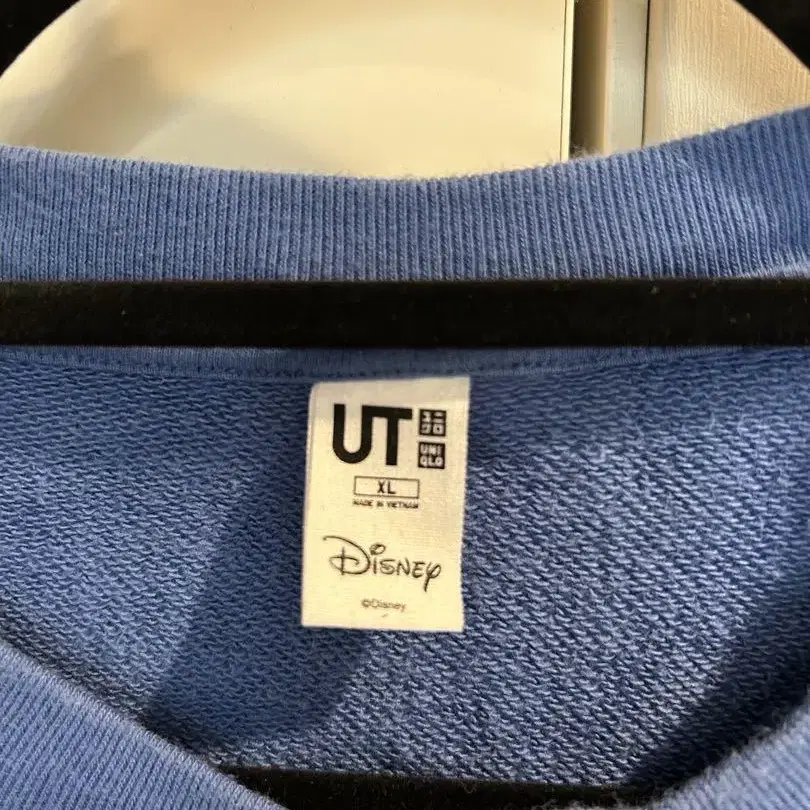 UT ユニ
クロ
UNI
QLO
XL
MADE IN VIETNAM
Disney
©Disney